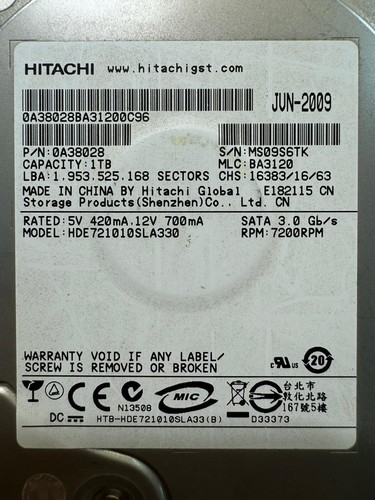 HITACHI www.hitachigst.com
JUN-2009
0A38028BA31200C96
P/N:0A38028 S/N:MS09S6TK
CAPACITY:1TB MLC:BA3120
LBA:1.953.525.168 SECTORS CHS:16383/16/63
MADE IN CHINA BY Hitachi Global E182115 CN
Storage Products(Shenzhen)Co., Ltd. CN
RATED:5V 420mA,12V 700mA SATA 3.0 Gb/s
MODEL:HDE721010SLA330 RPM:7200RPM
WARRANTY VOID IF ANY LABEL/
SCREW IS REMOVED OR BROKEN
c RU US 20
CE N13508 MIC
台北市
敦化北路
167號5樓
DC HTB-HDE721010SLA33(B) D33373